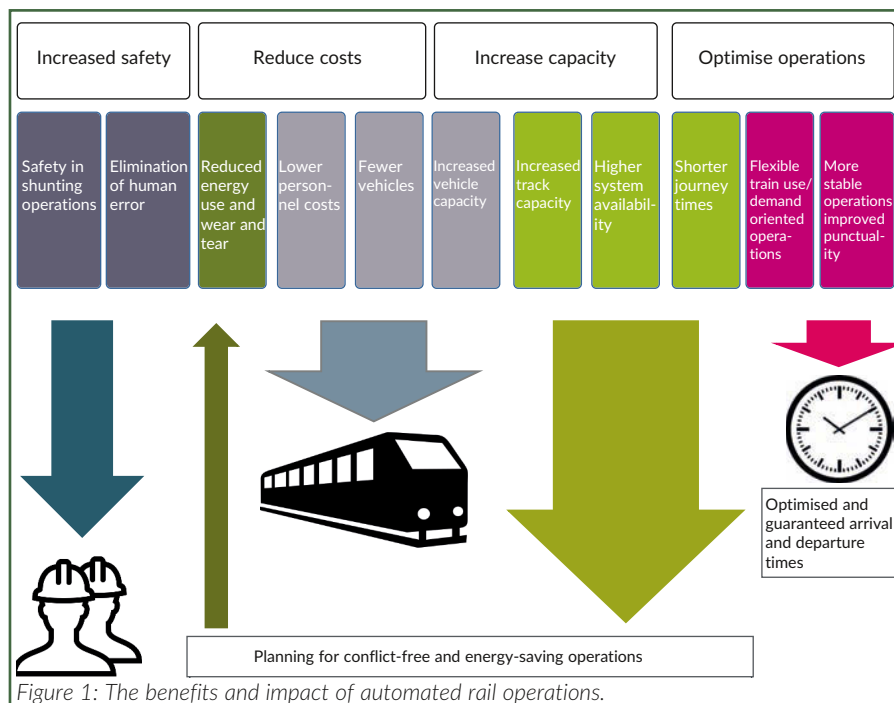 Increased safety
Reduce costs
Increase capacity
Optimise operations
Safety in
shunting
operations
Elimination
of human
error
Reduced
energy
use and
wear and
tear
Lower
person-
nel costs
Fewer
vehicles
Increased
vehicle
capacity
Increased
track
capacity
Higher
system
availabil-
ity
Shorter
journey
times
Flexible
train use/
demand
oriented
opera-
tions
More
stable
operations
improved
punctual-
ity
Optimised and
guaranteed arrival
and departure
times
Planning for conflict-free and energy-saving operations
Figure 1: The benefits and impact of automated rail operations.